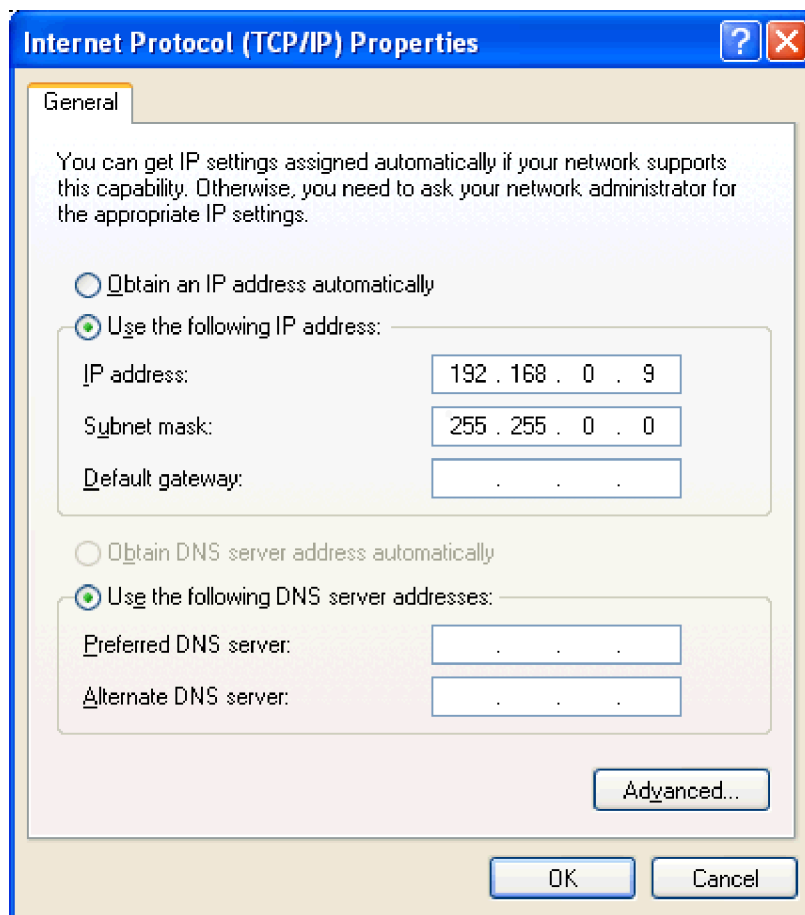 Internet Protocol (TCP/IP) Properties
General
You can get IP settings assigned automatically if your network supports
this capability. Otherwise, you need to ask your network administrator for
the appropriate IP settings.
Obtain an IP address automatically
Use the following IP address:
IP address: 192 . 168 . 0 . 9
Subnet mask: 255 . 255 . 0 . 0
Default gateway: . . .
Obtain DNS server address automatically
Use the following DNS server addresses:
Preferred DNS server: . . .
Alternate DNS server: . . .
Advanced...
OK Cancel